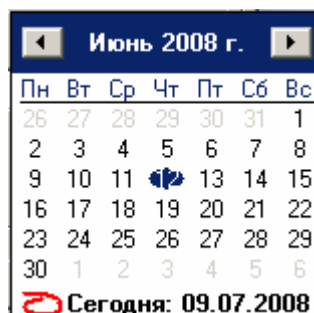 Июнь 2008 г.
Пн Вт Ср Чт Пт Сб Вс
26 27 28 29 30 31 1
2 3 4 5 6 7 8
9 10 11 12 13 14 15
16 17 18 19 20 21 22
23 24 25 26 27 28 29
30 1 2 3 4 5 6
Сегодня: 09.07.2008